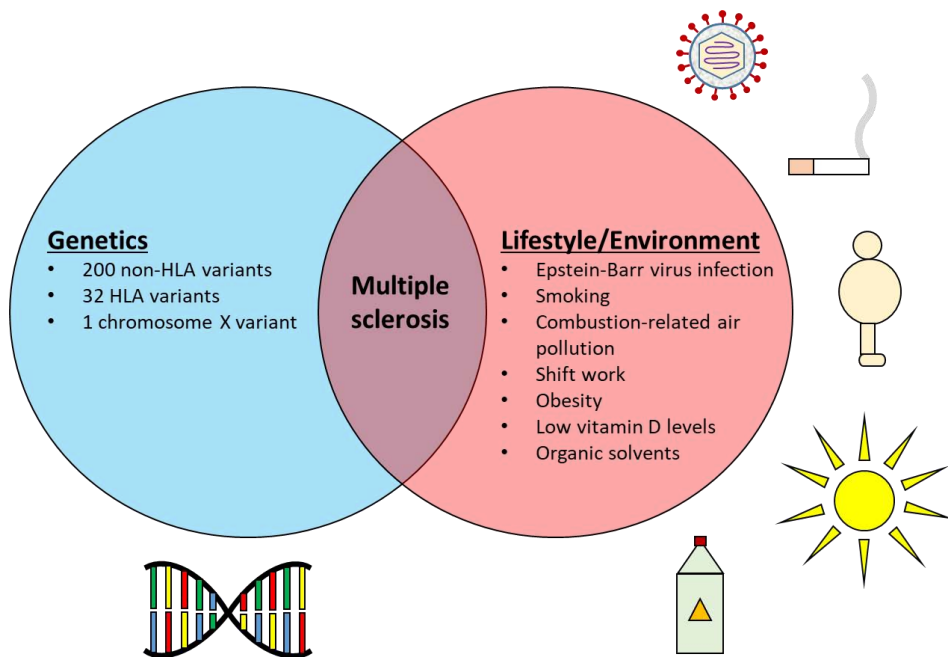 Genetics
• 200 non-HLA variants
• 32 HLA variants
• 1 chromosome X variant
Multiple
sclerosis
Lifestyle/Environment
• Epstein-Barr virus infection
• Smoking
• Combustion-related air
pollution
• Shift work
• Obesity
• Low vitamin D levels
• Organic solvents